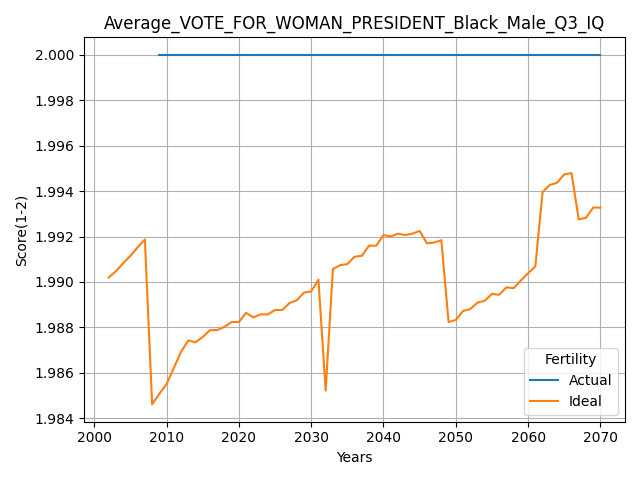 Average_VOTE_FOR_WOMAN_PRESIDENT_Black_Male_Q3_IQ
2.000
1.998
1.996
1.994
1.992
1.990
1.988
1.986
1.984
Score(1-2)
2000 2010 2020 2030 2040 2050 2060 2070
Years
Fertility
Actual
Ideal